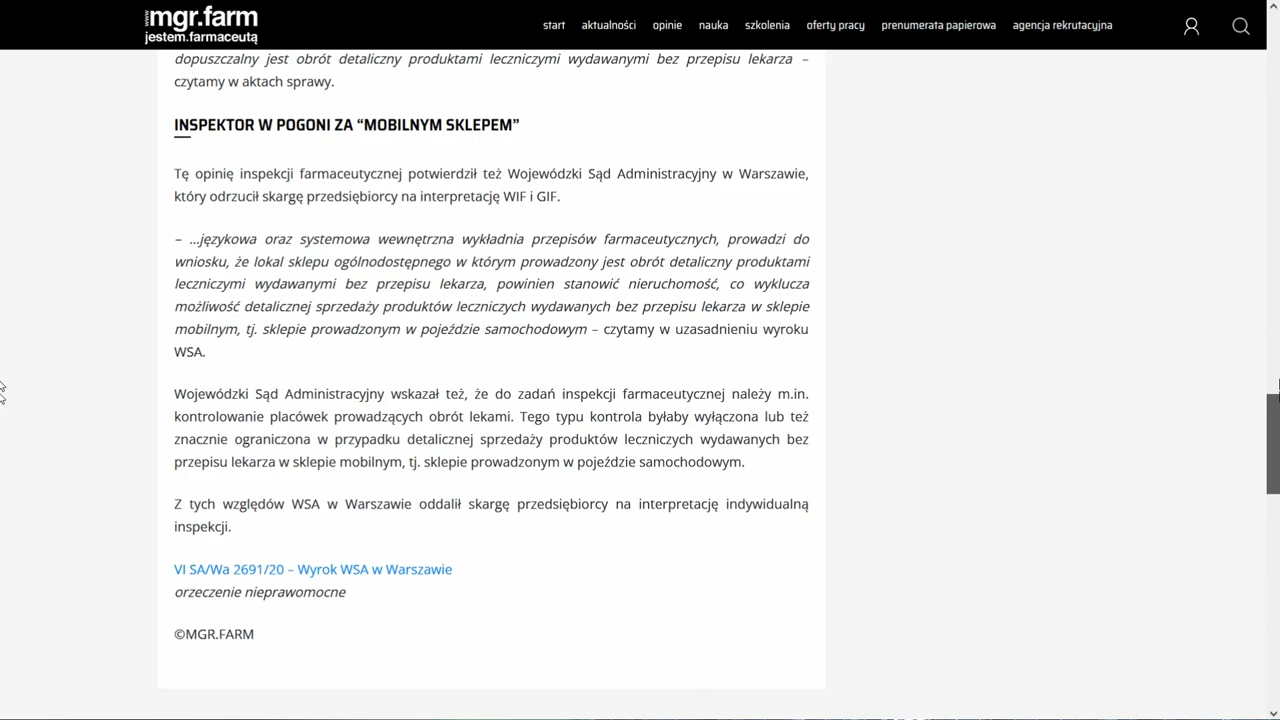 www.
mgr.farm
jestem.farmaceutą
start aktualności opinie nauka szkolenia oferty pracy prenumerata papierowa agencja rekrutacyjna
dopuszczalny jest obrót detaliczny produktami leczniczymi wydawanymi bez przepisu lekarza –
czytamy w aktach sprawy.
INSPEKTOR W POGONI ZA “MOBILNYM SKLEPEM”
Tę opinię inspekcji farmaceutycznej potwierdził też Wojewódzki Sąd Administracyjny w Warszawie,
który odrzucił skargę przedsiębiorcy na interpretację WIF i GIF.
– …językowa oraz systemowa wewnętrzna wykładnia przepisów farmaceutycznych, prowadzi do
wniosku, że lokal sklepu ogólnodostępnego w którym prowadzony jest obrót detaliczny produktami
leczniczymi wydawanymi bez przepisu lekarza, powinien stanowić nieruchomość, co wyklucza
możliwość detalicznej sprzedaży produktów leczniczych wydawanych bez przepisu lekarza w sklepie
mobilnym, tj. sklepie prowadzonym w pojeździe samochodowym – czytamy w uzasadnieniu wyroku
WSA.
Wojewódzki Sąd Administracyjny wskazał też, że do zadań inspekcji farmaceutycznej należy m.in.
kontrolowanie placówek prowadzących obrót lekami. Tego typu kontrola byłaby wyłączona lub też
znacznie ograniczona w przypadku detalicznej sprzedaży produktów leczniczych wydawanych bez
przepisu lekarza w sklepie mobilnym, tj. sklepie prowadzonym w pojeździe samochodowym.
Z tych względów WSA w Warszawie oddalił skargę przedsiębiorcy na interpretację indywidualną
inspekcji.
VI SA/Wa 2691/20 – Wyrok WSA w Warszawie
orzeczenie nieprawomocne
©MGR.FARM